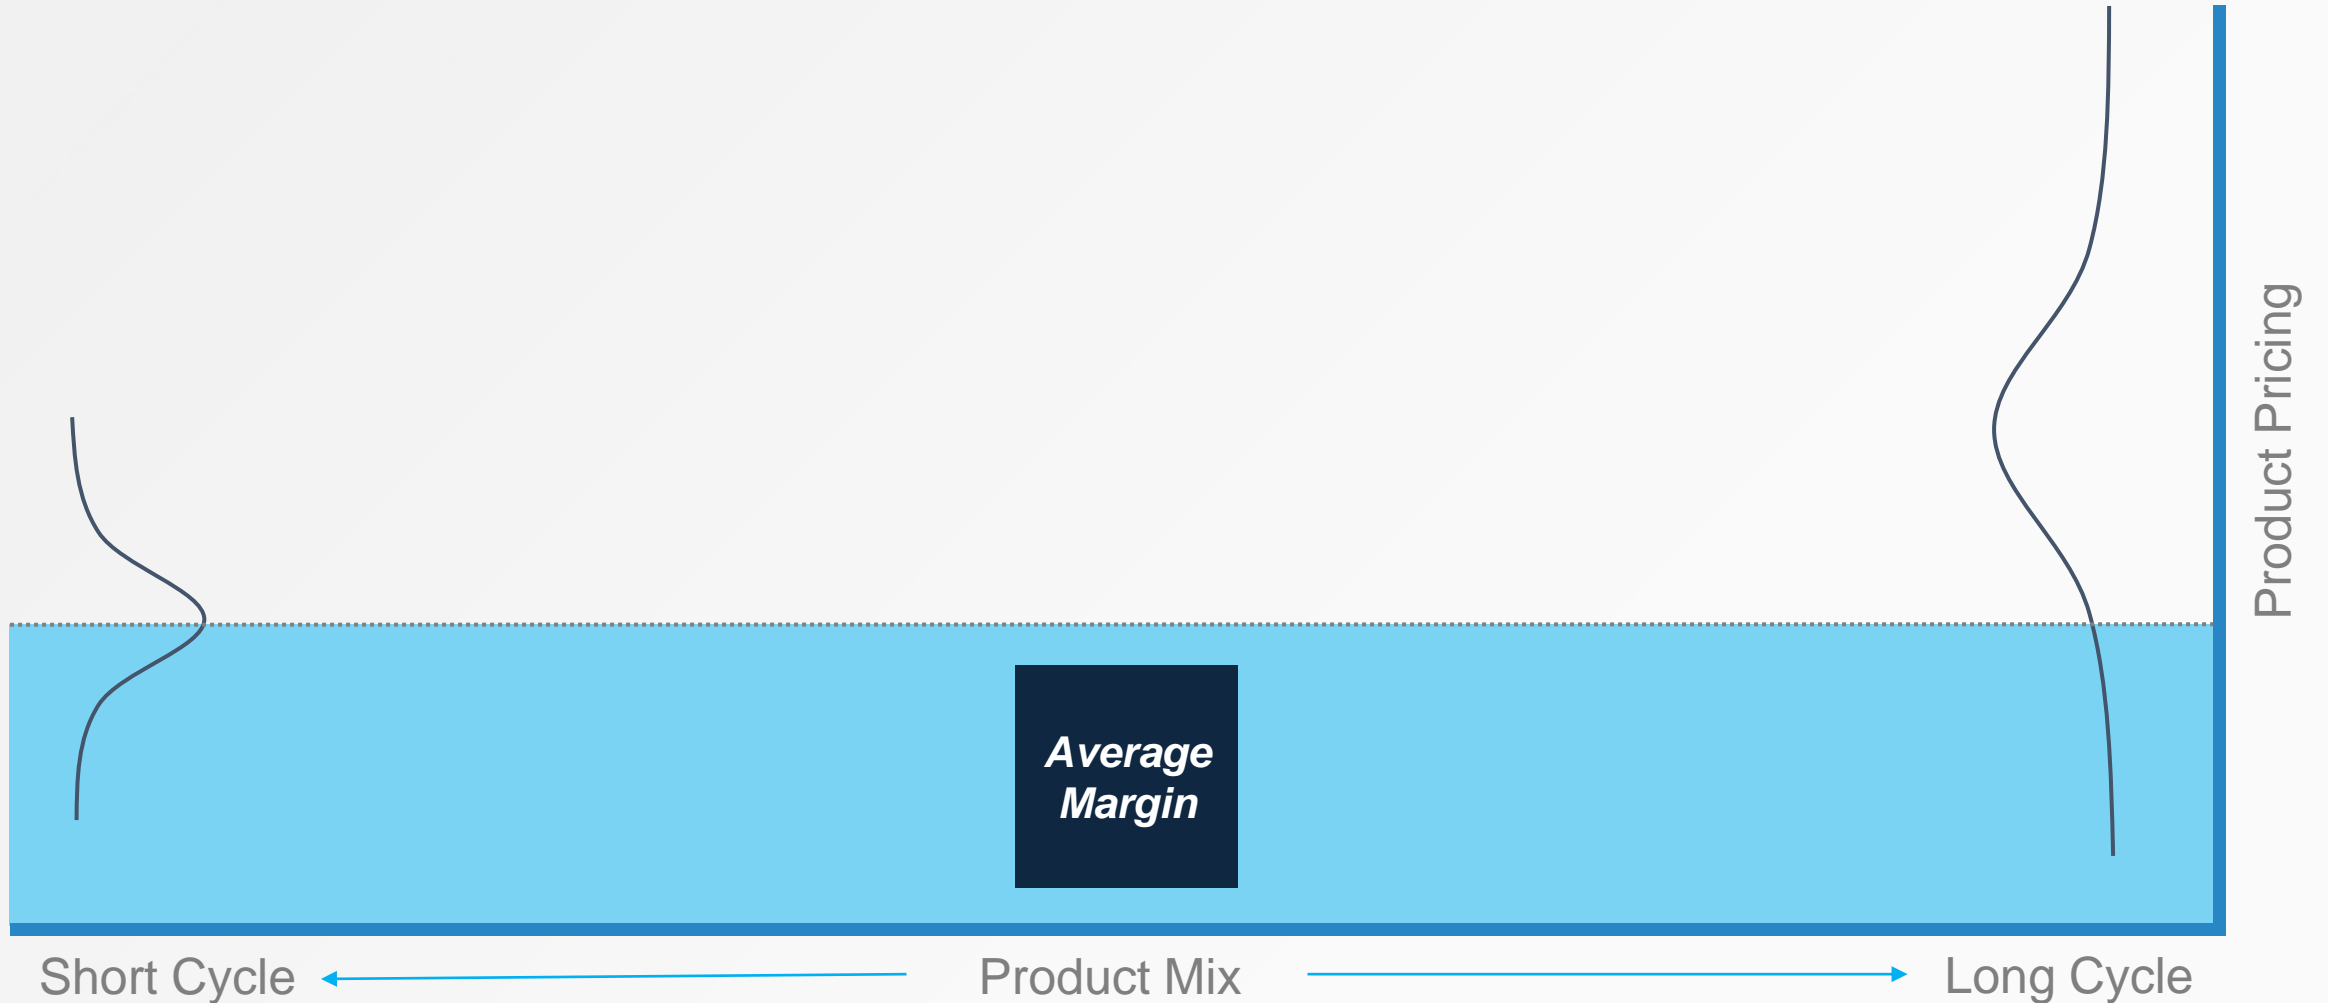 Product Pricing
Average
Margin
Short Cycle
Product Mix
Long Cycle